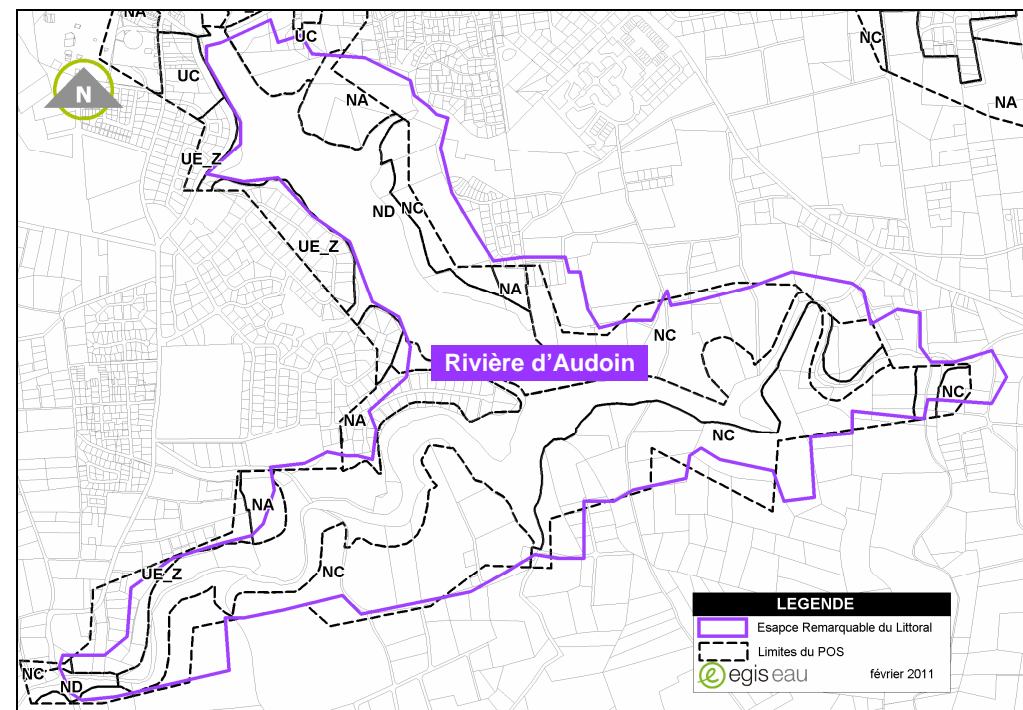 NA
UC
NC
UC
N
NA
NA
UE_Z
ND
NC
UE_Z
NA
NC
Rivière d'Audoin
NC
NA
NC
NA
UE_Z
NC
NC
ND
LEGENDE
Esapce Remarquable du Littoral
Limites du POS
e egis eau
février 2011